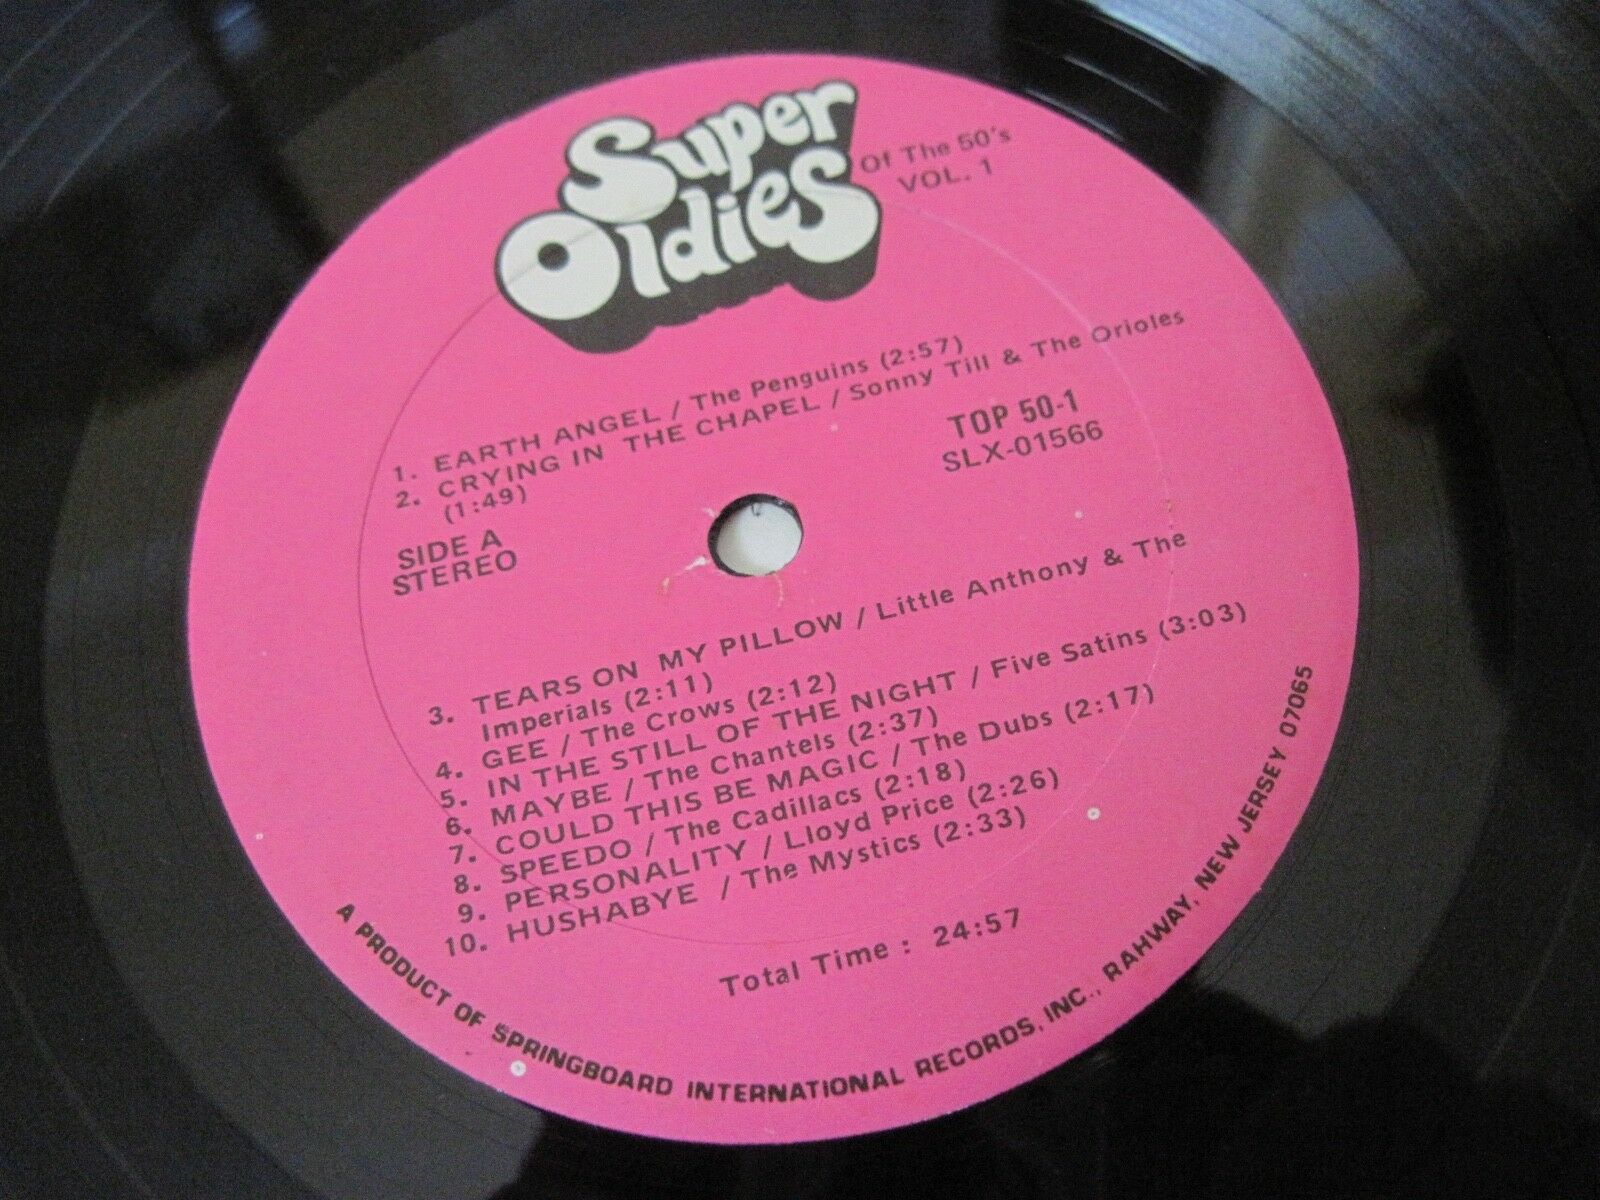 Super
Oldies
Of The 50's
VOL. 1
1. EARTH ANGEL / The Penguins (2:57)
2. CRYING IN THE CHAPEL / Sonny Till & The Orioles
(1:49)
TOP 50-1
SLX-01566
SIDE A
STEREO
3. TEARS ON MY PILLOW / Little Anthony & The
Imperials (2:11)
4. GEE / The Crows (2:12)
5. IN THE STILL OF THE NIGHT / Five Satins (3:03)
6. MAYBE / The Chantels (2:37)
7. COULD THIS BE MAGIC / The Dubs (2:17)
8. SPEEDO / The Cadillacs (2:18)
9. PERSONALITY / Lloyd Price (2:26)
10. HUSHABYE / The Mystics (2:33)
Total Time : 24:57
A PRODUCT OF SPRINGBOARD INTERNATIONAL RECORDS, INC., RAHWAY, NEW JERSEY 07065